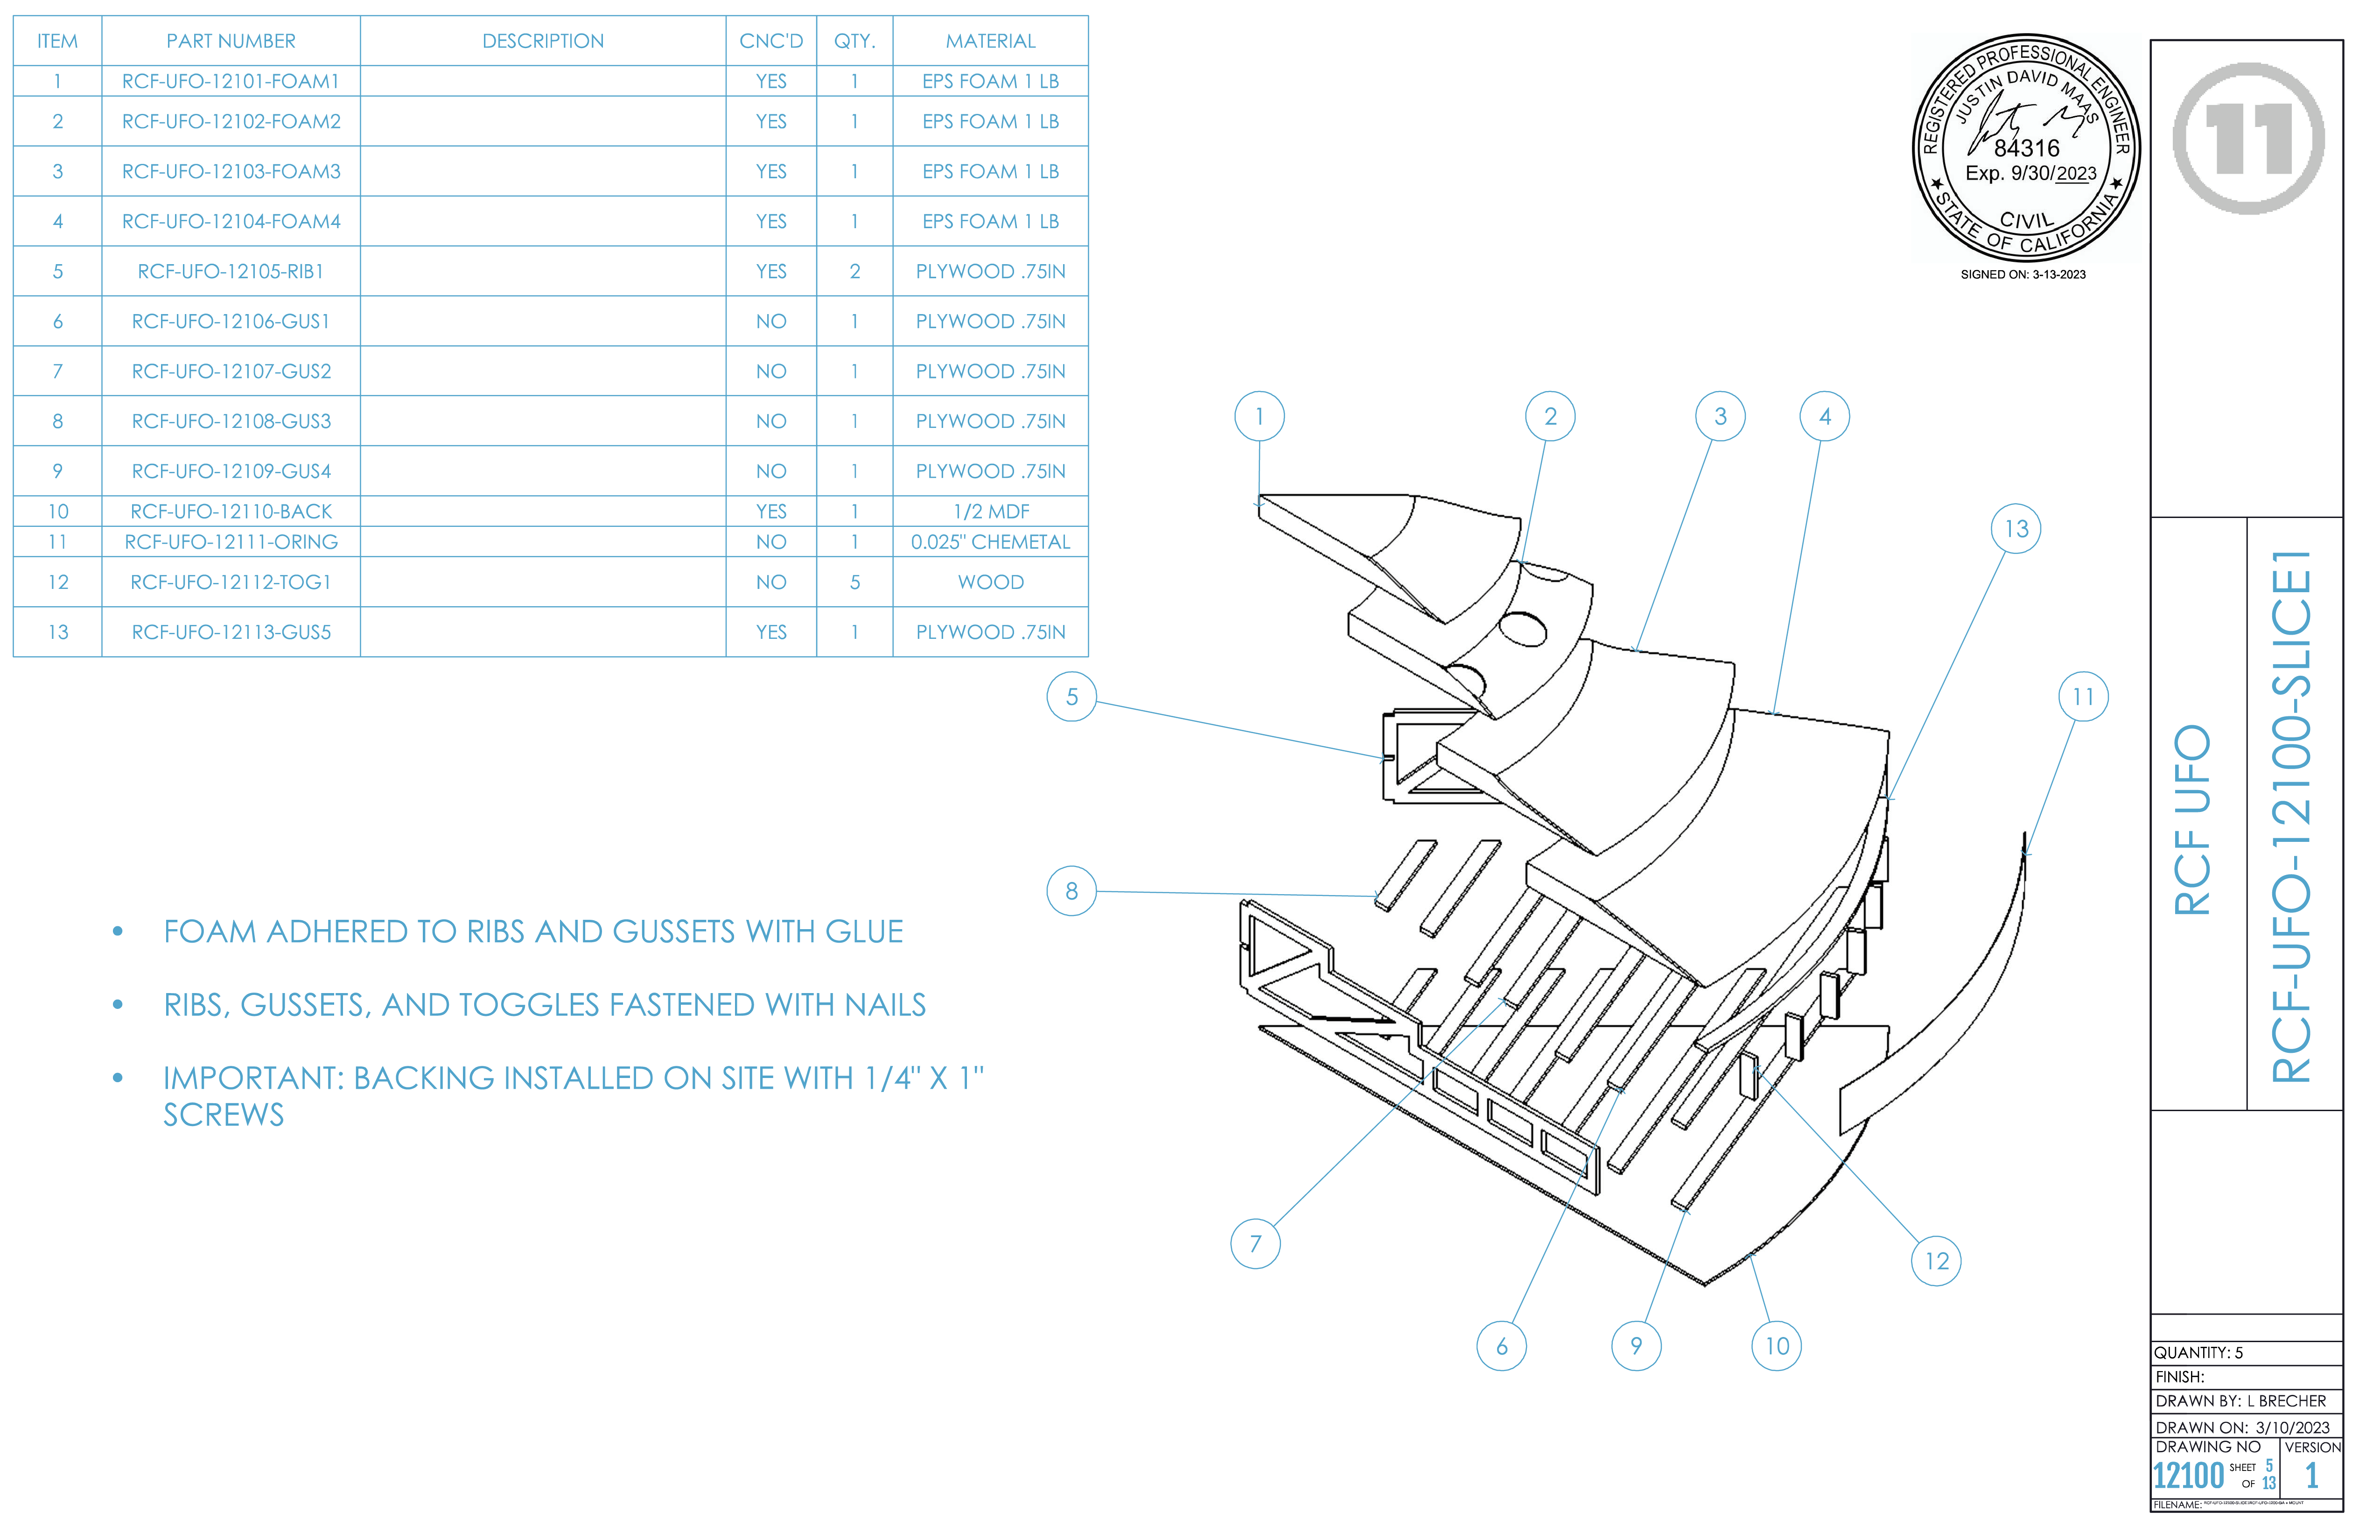 ITEM PART NUMBER DESCRIPTION CNC'D QTY. MATERIAL
1 RCF-UFO-12101-FOAM1 YES 1 EPS FOAM 1 LB
2 RCF-UFO-12102-FOAM2 YES 1 EPS FOAM 1 LB
3 RCF-UFO-12103-FOAM3 YES 1 EPS FOAM 1 LB
4 RCF-UFO-12104-FOAM4 YES 1 EPS FOAM 1 LB
5 RCF-UFO-12105-RIB1 YES 2 PLYWOOD .75IN
6 RCF-UFO-12106-GUS1 NO 1 PLYWOOD .75IN
7 RCF-UFO-12107-GUS2 NO 1 PLYWOOD .75IN
8 RCF-UFO-12108-GUS3 NO 1 PLYWOOD .75IN
9 RCF-UFO-12109-GUS4 NO 1 PLYWOOD .75IN
10 RCF-UFO-12110-BACK YES 1 1/2 MDF
11 RCF-UFO-12111-ORING NO 1 0.025" CHEMETAL
12 RCF-UFO-12112-TOG1 NO 5 WOOD
13 RCF-UFO-12113-GUS5 YES 1 PLYWOOD .75IN
REGISTERED PROFESSIONAL ENGINEER
JUSTIN DAVID MAAS
84316
Exp. 9/30/2023
CIVIL
★ STATE OF CALIFORNIA ★
SIGNED ON: 3-13-2023
11
1
2
3
4
13
5
11
8
7
12
6
9
10
• FOAM ADHERED TO RIBS AND GUSSETS WITH GLUE
• RIBS, GUSSETS, AND TOGGLES FASTENED WITH NAILS
• IMPORTANT: BACKING INSTALLED ON SITE WITH 1/4" X 1"
SCREWS
RCF UFO
RCF-UFO-12100-SLICE1
QUANTITY: 5
FINISH:
DRAWN BY: L BRECHER
DRAWN ON: 3/10/2023
DRAWING NO VERSION
12100 SHEET 5 OF 13 1
FILENAME: